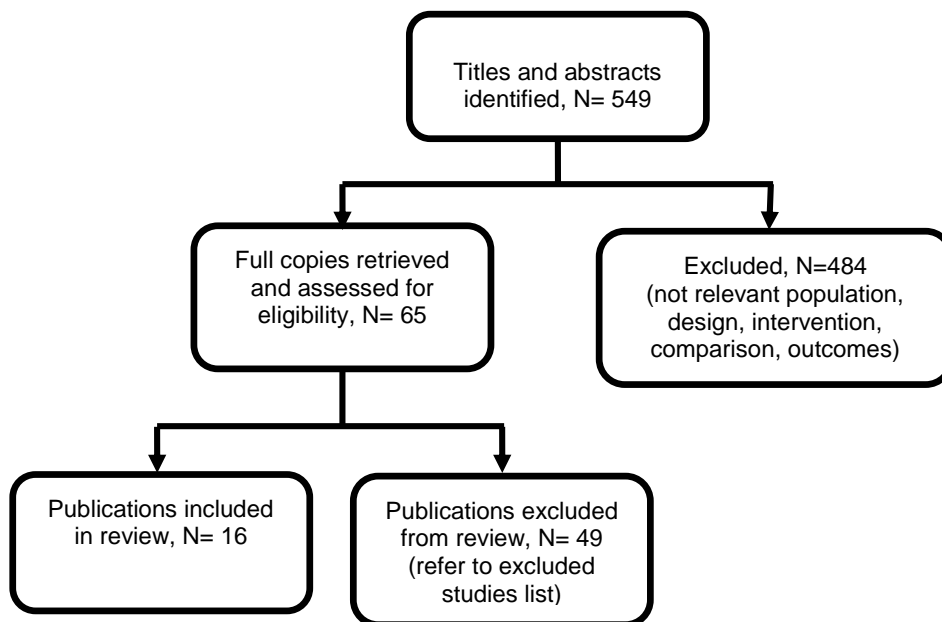 Titles and abstracts
identified, N= 549
Full copies retrieved
and assessed for
eligibility, N= 65
Excluded, N=484
(not relevant population,
design, intervention,
comparison, outcomes)
Publications included
in review, N= 16
Publications excluded
from review, N= 49
(refer to excluded
studies list)